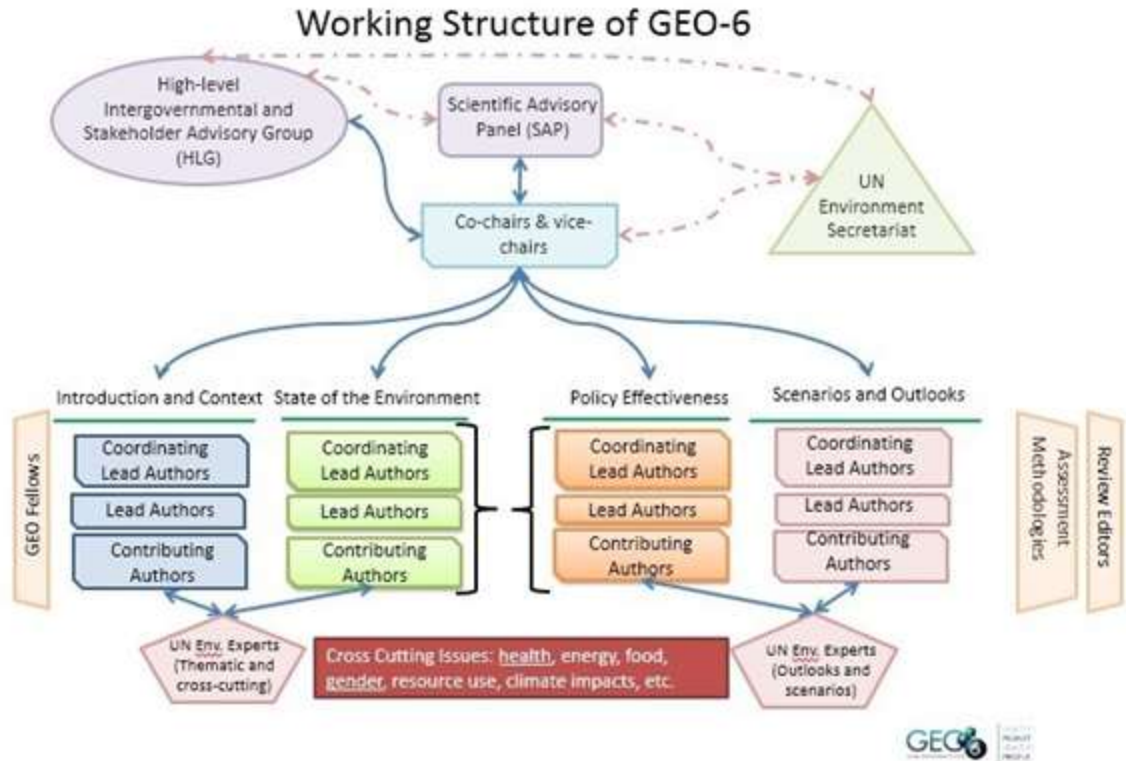 Working Structure of GEO-6
High-level
Intergovernmental and
Stakeholder Advisory Group
(HLG)
Scientific Advisory
Panel (SAP)
UN
Environment
Secretariat
Co-chairs & vice-
chairs
Introduction and Context
State of the Environment
Policy Effectiveness
Scenarios and Outlooks
GEO Fellows
Coordinating
Lead Authors
Lead Authors
Contributing
Authors
Coordinating
Lead Authors
Lead Authors
Contributing
Authors
Coordinating
Lead Authors
Lead Authors
Contributing
Authors
Coordinating
Lead Authors
Lead Authors
Contributing
Authors
Assessment
Methodologies
Review Editors
UN Env. Experts
(Thematic and
cross-cutting)
Cross Cutting Issues: health, energy, food,
gender, resource use, climate impacts, etc.
UN Env. Experts
(Outlooks and
scenarios)
GEO6